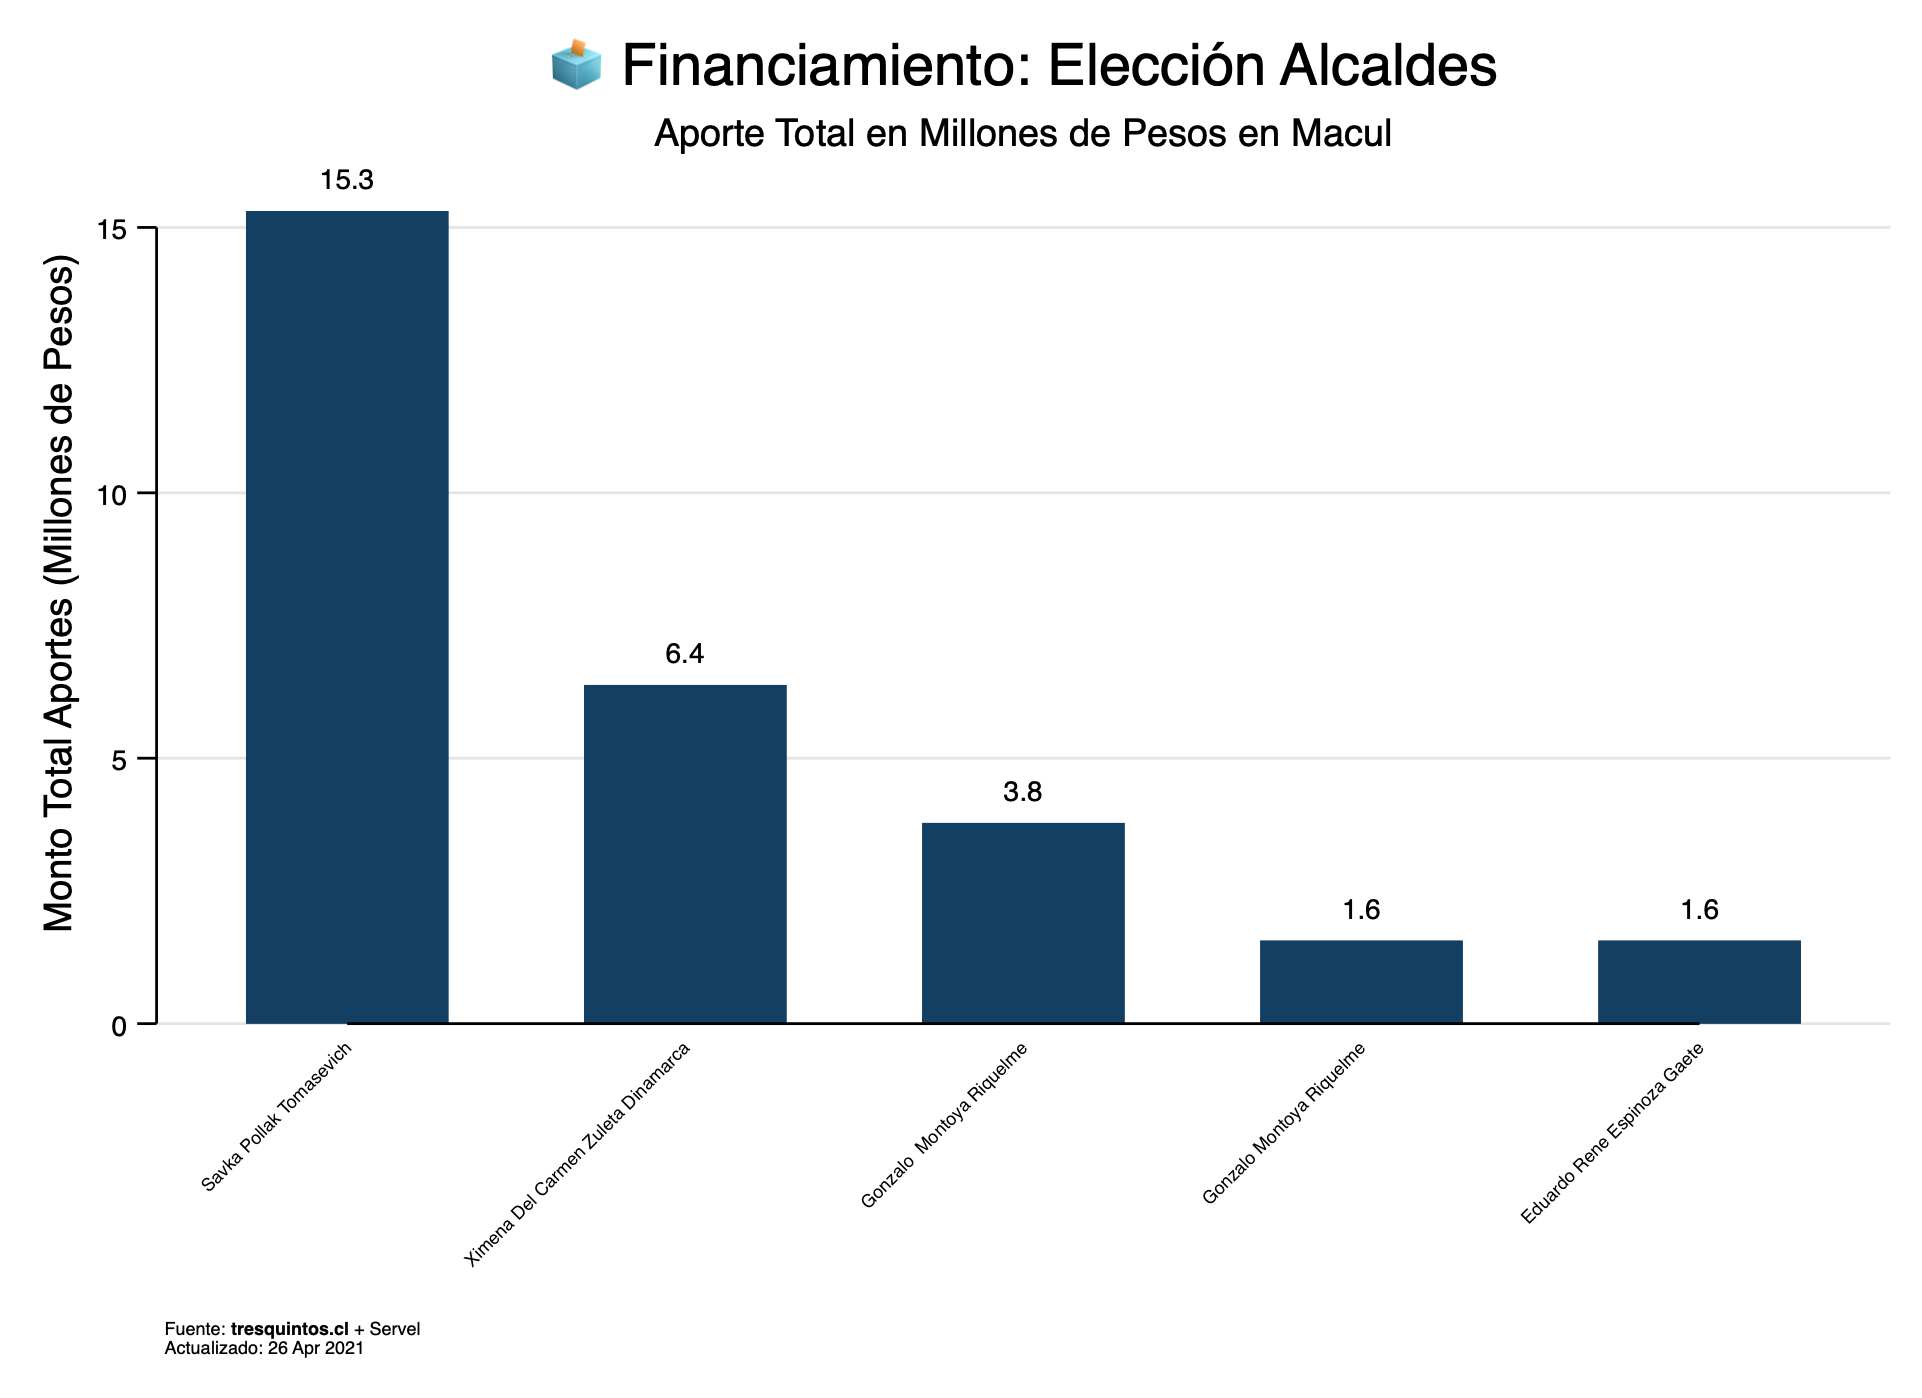 Financiamiento: Elección Alcaldes
Aporte Total en Millones de Pesos en Macul
Monto Total Aportes (Millones de Pesos)
15
10
5
0
15.3
6.4
3.8
1.6
1.6
Savka Pollak Tomasevich
Ximena Del Carmen Zuleta Dinamarca
Gonzalo  Montoya Riquelme
Gonzalo Montoya Riquelme
Eduardo Rene Espinoza Gaete
Fuente: tresquintos.cl + Servel
Actualizado: 26 Apr 2021